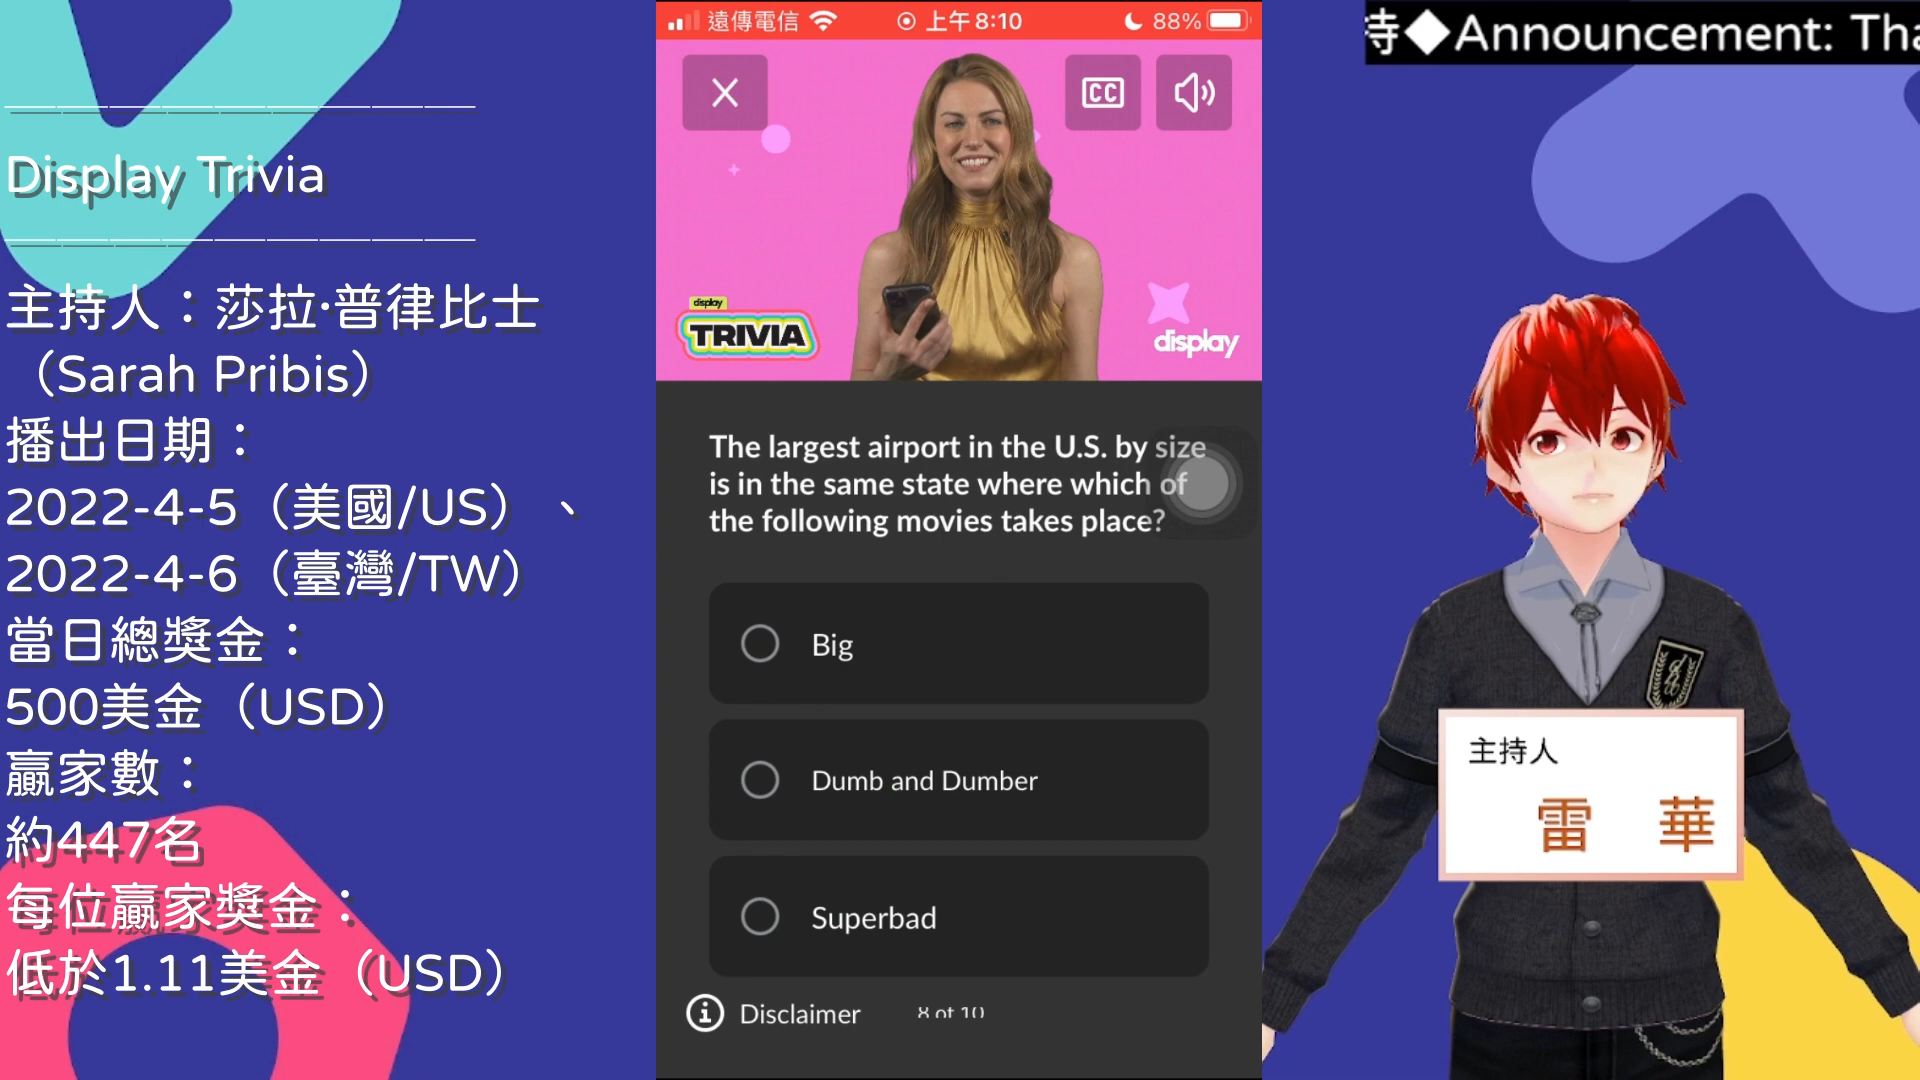 Display Trivia
主持人：莎拉·普律比士
（Sarah Pribis）
播出日期：
2022-4-5（美國/US）、
2022-4-6（臺灣/TW）
當日總獎金：
500美金（USD）
贏家數：
約447名
每位贏家獎金：
低於1.11美金（USD）
遠傳電信 上午8:10 88%
CC
display
TRIVIA
display
The largest airport in the U.S. by size
is in the same state where which of
the following movies takes place?
Big
Dumb and Dumber
Superbad
Disclaimer 8 of 10
持◆Announcement: Tha
主持人
雷 華